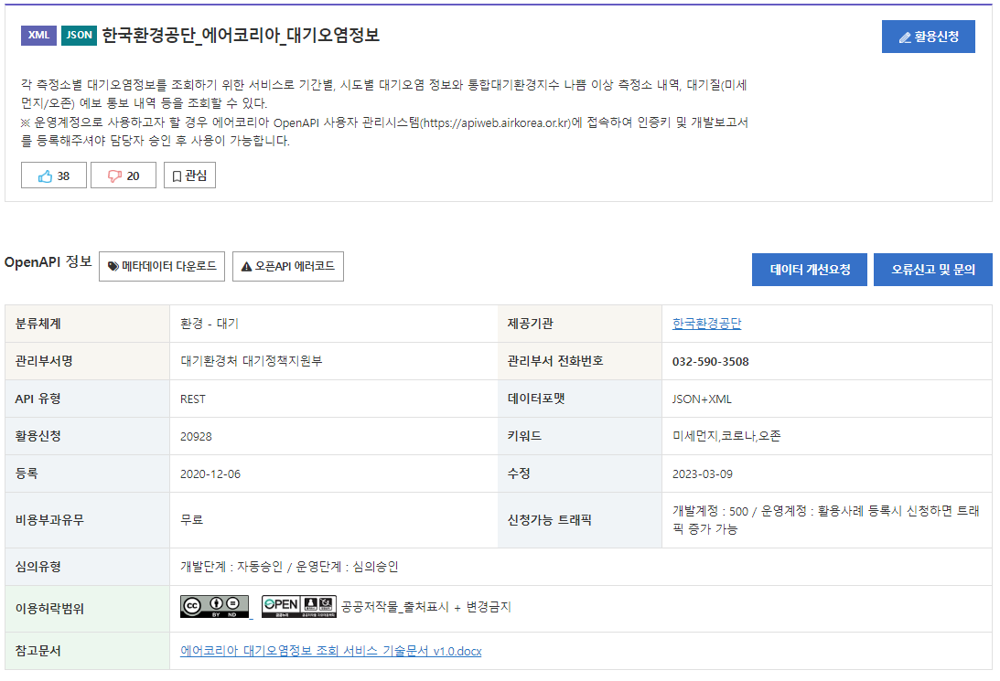 XML JSON 한국환경공단_에어코리아_대기오염정보
활용신청
각 측정소별 대기오염정보를 조회하기 위한 서비스로 기간별, 시도별 대기오염 정보와 통합대기환경지수 나쁨 이상 측정소 내역, 대기질(미세
먼지/오존) 예보 통보 내역 등을 조회할 수 있다.
※ 운영계정으로 사용하고자 할 경우 에어코리아 OpenAPI 사용자 관리시스템(https://apiweb.airkorea.or.kr)에 접속하여 인증키 및 개발보고서
를 등록해주셔야 담당자 승인 후 사용이 가능합니다.
38 20 관심
OpenAPI 정보 메타데이터 다운로드 오픈API 에러코드 데이터 개선요청 오류신고 및 문의
분류체계 환경 - 대기 제공기관 한국환경공단
관리부서명 대기환경처 대기정책지원부 관리부서 전화번호 032-590-3508
API 유형 REST 데이터포맷 JSON+XML
활용신청 20928 키워드 미세먼지,코로나,오존
등록 2020-12-06 수정 2023-03-09
비용부과유무 무료 신청가능 트래픽 개발계정 : 500 / 운영계정 : 활용사례 등록시 신청하면 트래
픽 증가 가능
심의유형 개발단계 : 자동승인 / 운영단계 : 심의승인
이용허락범위 cc BY ND OPEN 공공저작물_출처표시 + 변경금지
참고문서 에어코리아 대기오염정보 조회 서비스 기술문서 v1.0.docx